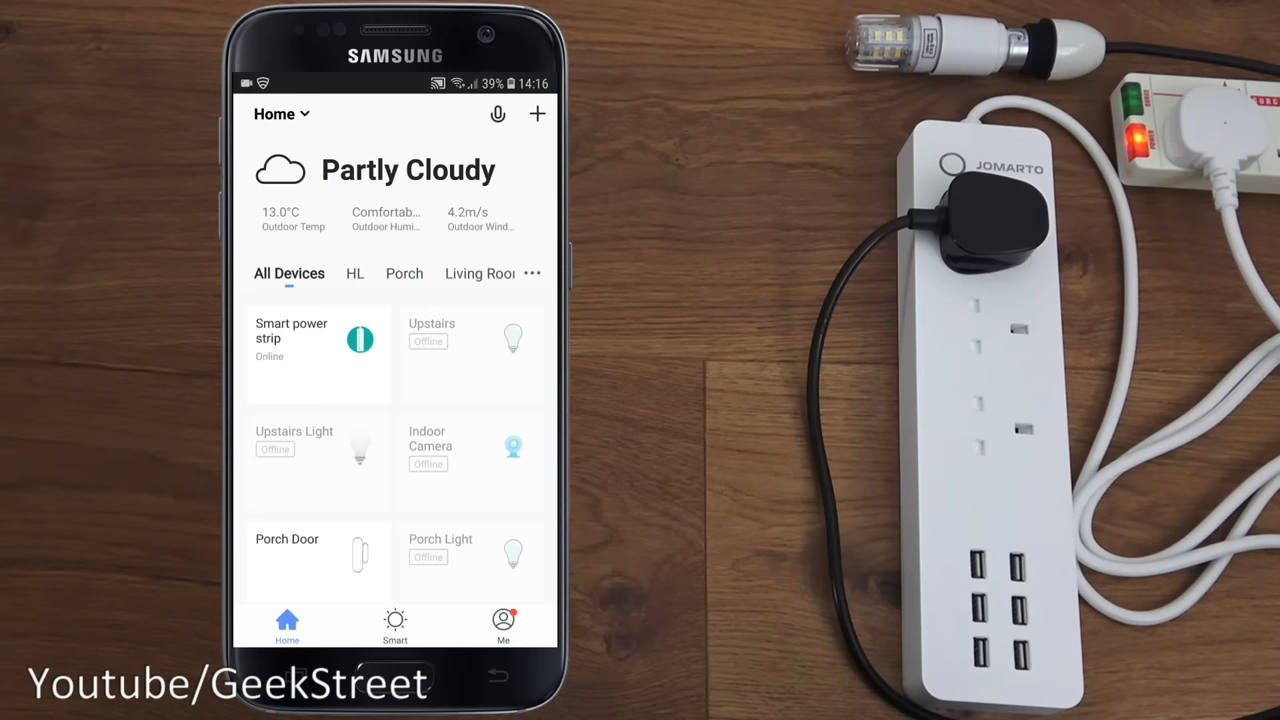 SAMSUNG
39% 14:16
Home
Partly Cloudy
13.0°C
Outdoor Temp
Comfortab...
Outdoor Humi...
4.2m/s
Outdoor Wind...
All Devices
HL
Porch
Living Roo
Smart power
strip
Online
Upstairs
Offline
Upstairs Light
Offline
Indoor
Camera
Offline
Porch Door
Porch Light
Offline
Home
Smart
Me
JOMARTO
POWER
Youtube/GeekStreet